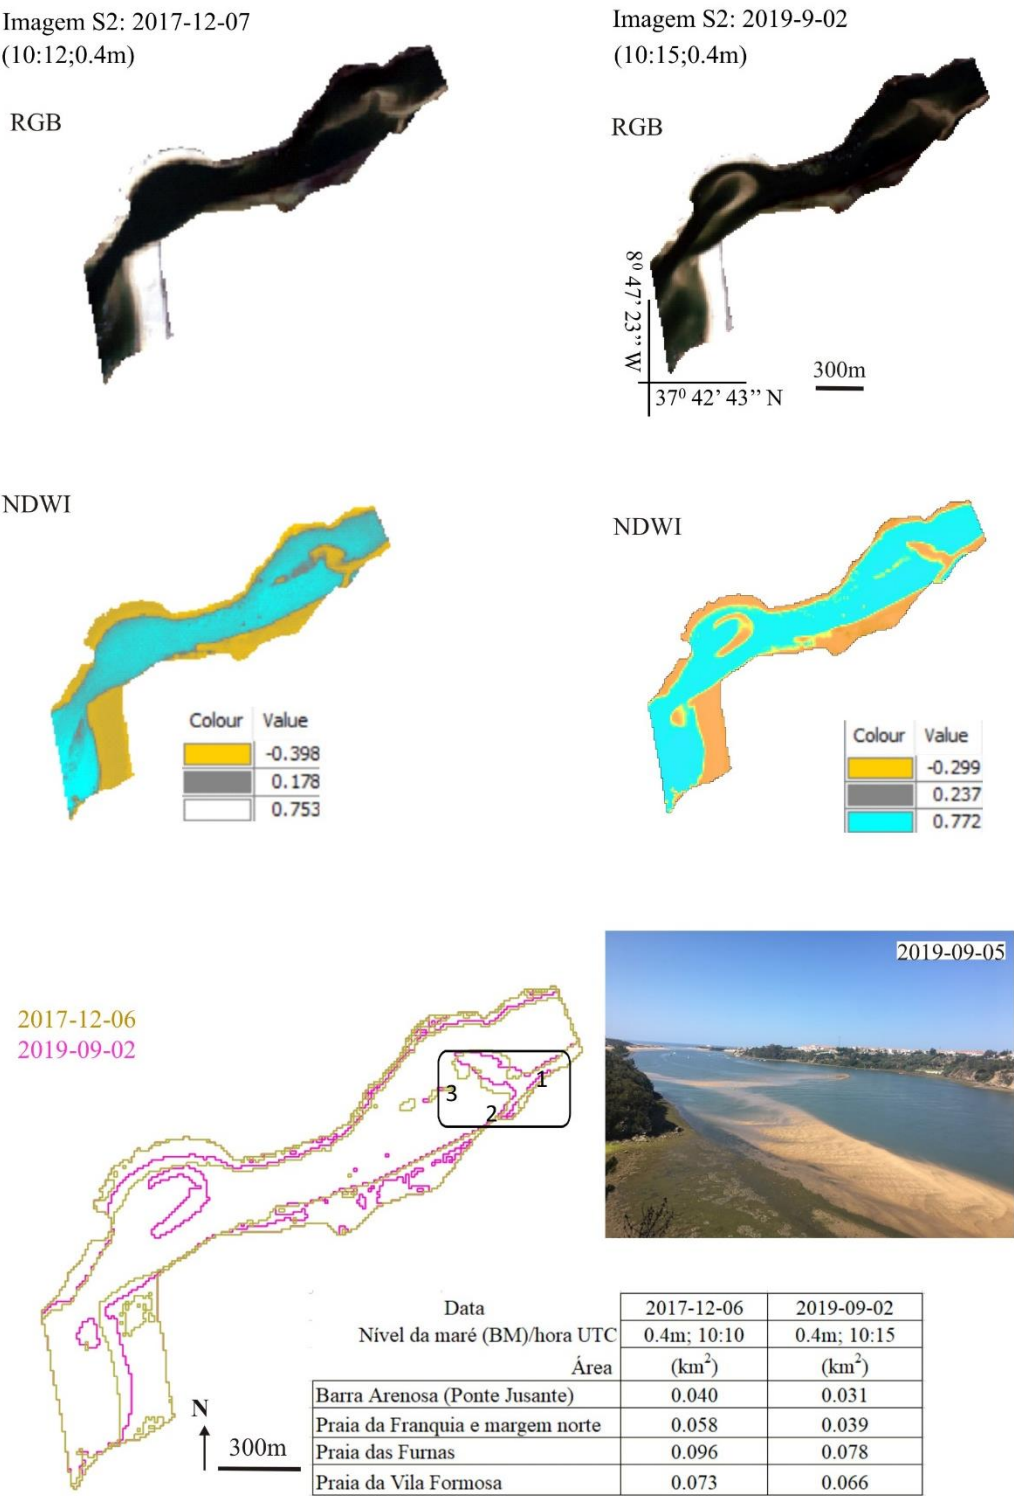 Imagem S2: 2017-12-07
(10:12;0.4m)
RGB
Imagem S2: 2019-9-02
(10:15;0.4m)
RGB
8⁰ 47’ 23’’ W
37⁰ 42’ 43’’ N
300m
NDWI
Colour Value
-0.398
0.178
0.753
NDWI
Colour Value
-0.299
0.237
0.772
2017-12-06
2019-09-02
1
3
2
2019-09-05
N
300m
Data 2017-12-06 2019-09-02
Nível da maré (BM)/hora UTC 0.4m; 10:10 0.4m; 10:15
Área (km²) (km²)
Barra Arenosa (Ponte Jusante) 0.040 0.031
Praia da Franquia e margem norte 0.058 0.039
Praia das Furnas 0.096 0.078
Praia da Vila Formosa 0.073 0.066